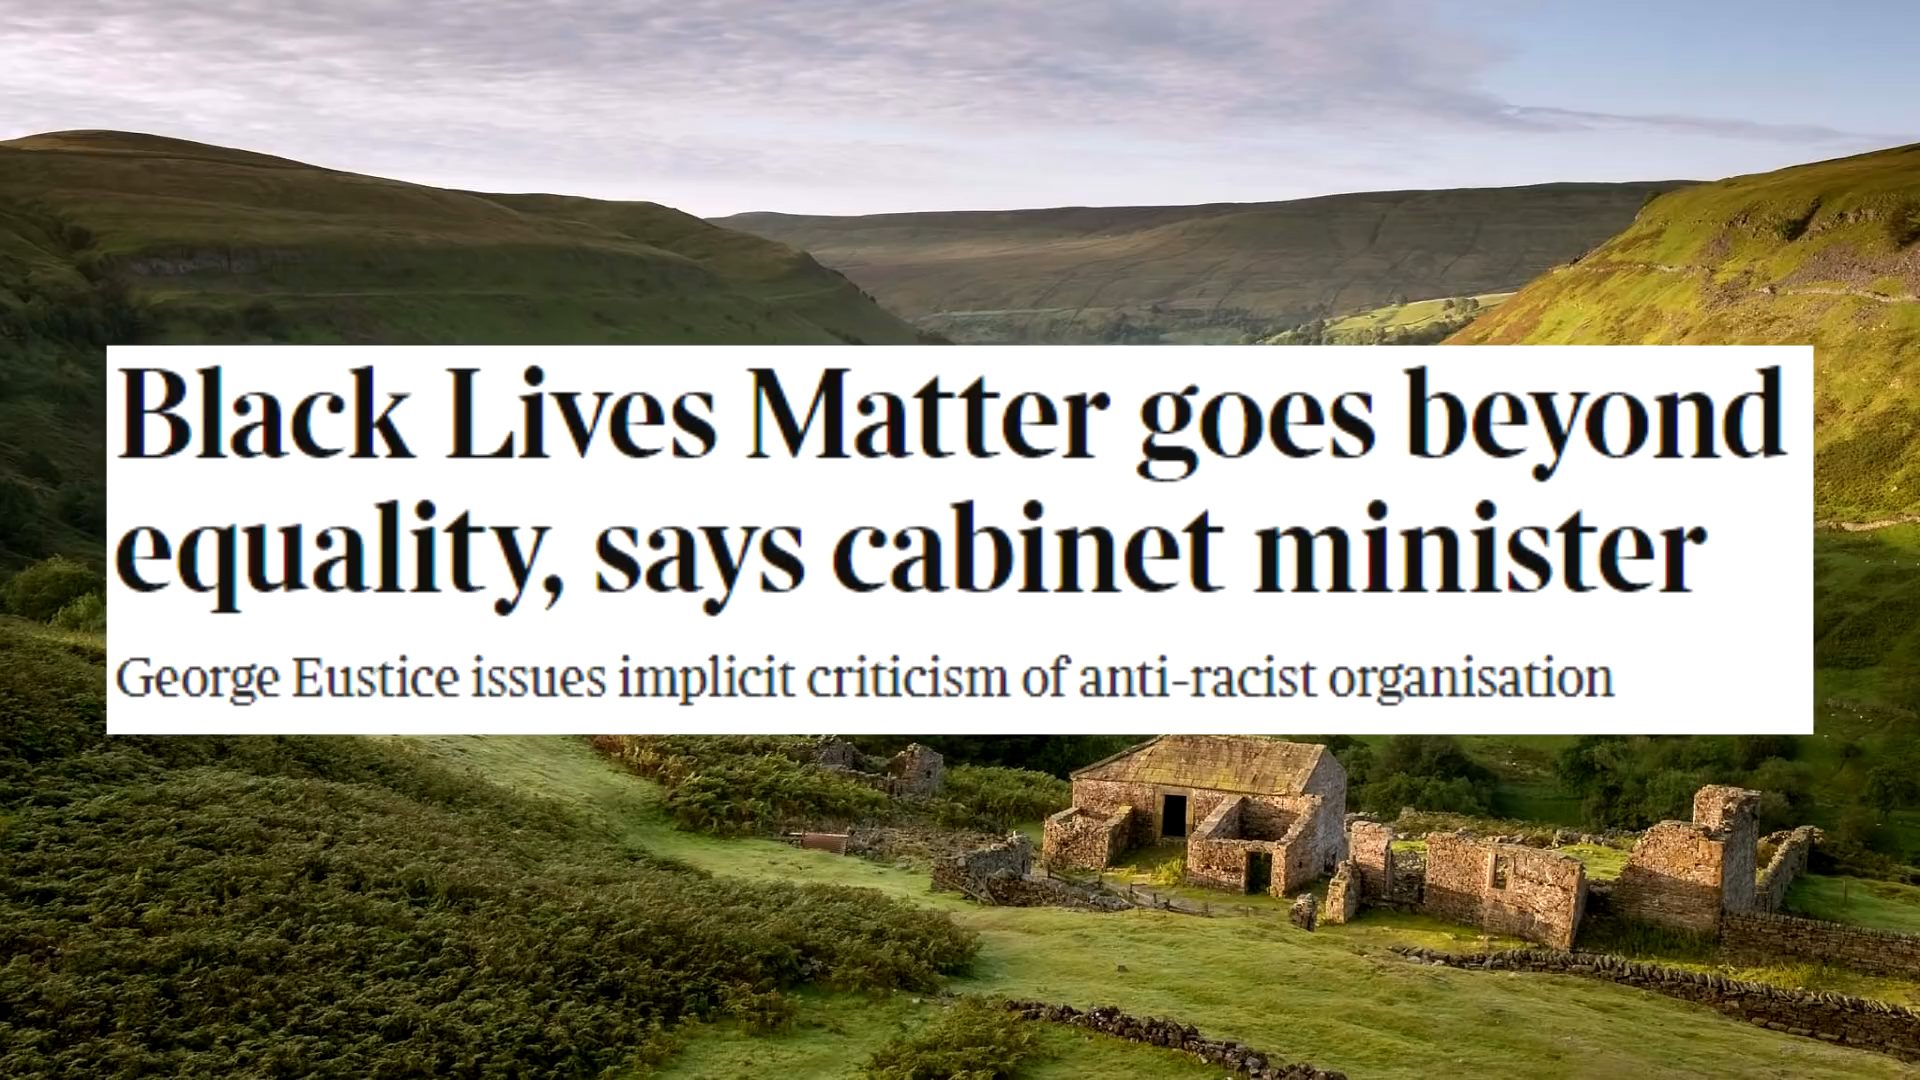 Black Lives Matter goes beyond
equality, says cabinet minister
George Eustice issues implicit criticism of anti-racist organisation